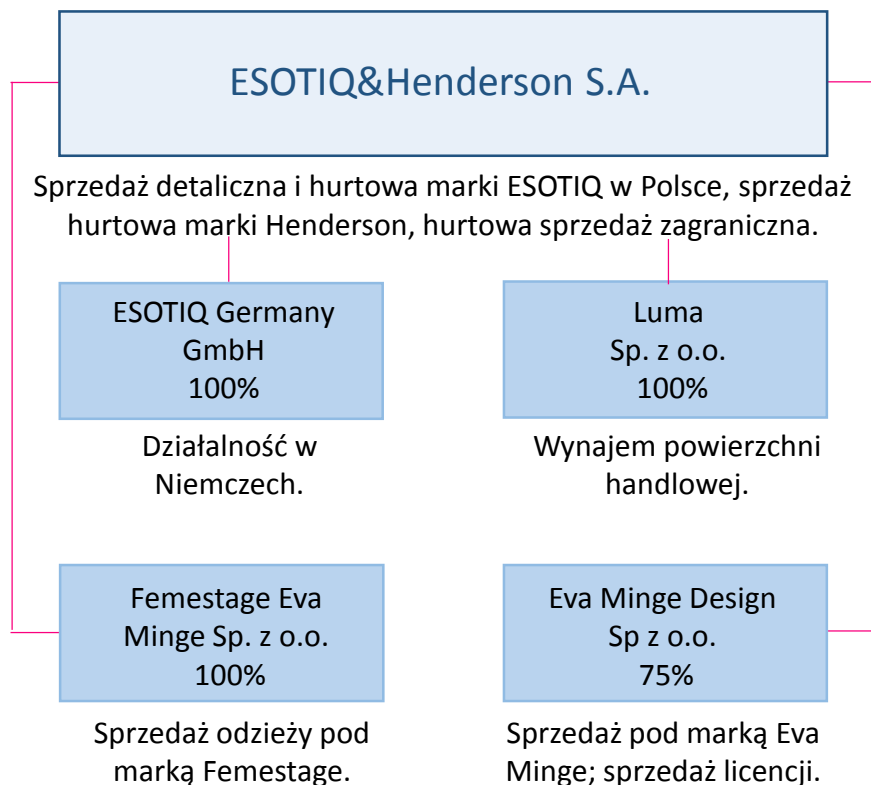 ESOTIQ&Henderson S.A.
Sprzedaż detaliczna i hurtowa marki ESOTIQ w Polsce, sprzedaż
hurtowa marki Henderson, hurtowa sprzedaż zagraniczna.
ESOTIQ Germany
GmbH
100%
Działalność w
Niemczech.
Luma
Sp. z o.o.
100%
Wynajem powierzchni
handlowej.
Femestage Eva
Minge Sp. z o.o.
100%
Sprzedaż odzieży pod
marką Femestage.
Eva Minge Design
Sp z o.o.
75%
Sprzedaż pod marką Eva
Minge; sprzedaż licencji.